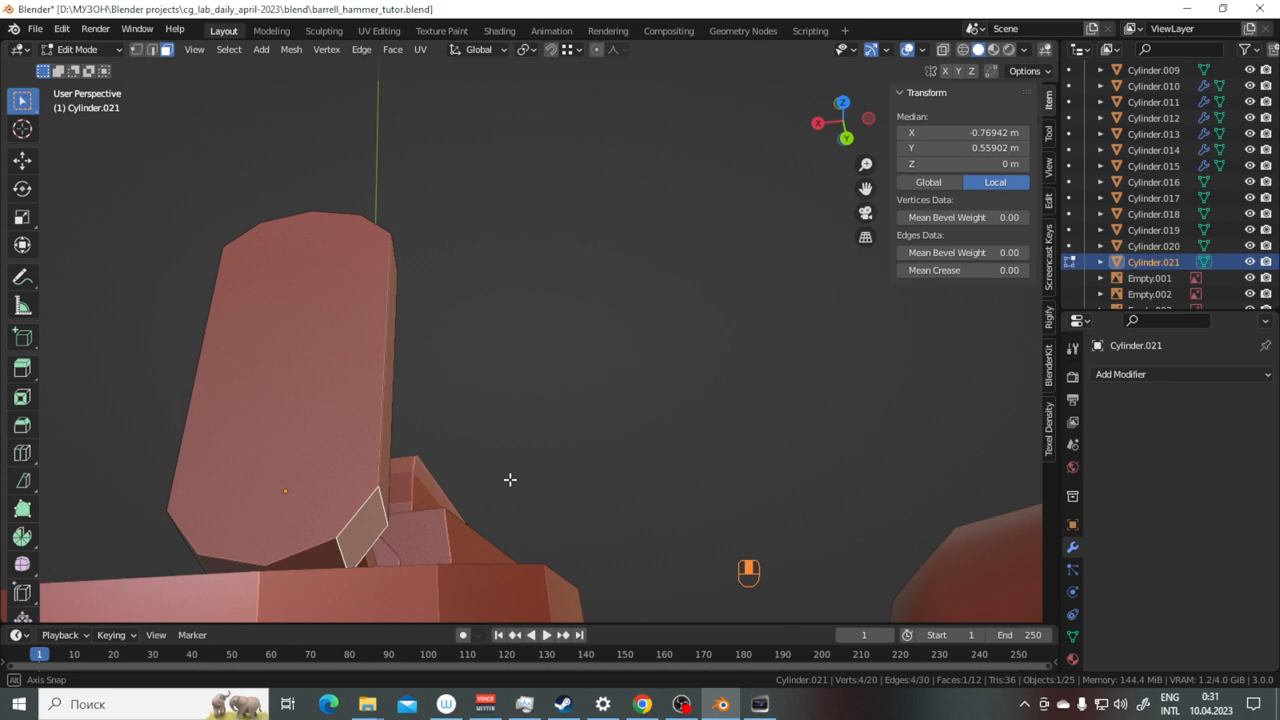 Blender* [D:\МУЗОН\Blender projects\cg_lab_daily_april-2023\blend\barrell_hammer_tutor.blend]
File Edit Render Window Help Layout Modeling Sculpting UV Editing Texture Paint Shading Animation Rendering Compositing Geometry Nodes Scripting + Scene ViewLayer
Edit Mode View Select Add Mesh Vertex Edge Face UV Global
X Y Z Options
User Perspective
(1) Cylinder.021
Transform
Median:
X -0.76942 m
Y 0.55902 m
Z 0 m
Global Local
Vertices Data:
Mean Bevel Weight 0.00
Edges Data:
Mean Bevel Weight 0.00
Mean Crease 0.00
Item
Tool
View
Edit
Screencast Keys
Rigify
BlenderKit
Texel Density
Z
X
Y
Cylinder.009
Cylinder.010
Cylinder.011
Cylinder.012
Cylinder.013
Cylinder.014
Cylinder.015
Cylinder.016
Cylinder.017
Cylinder.018
Cylinder.019
Cylinder.020
Cylinder.021
Empty.001
Empty.002
Cylinder.021
Add Modifier
Playback Keying View Marker 1 Start 1 End 250
1 10 20 30 40 50 60 70 80 90 100 110 120 130 140 150 160 170 180 190 200 210 220 230 240 250
Alt Axis Snap Cylinder.021 | Verts:4/20 | Edges:4/30 | Faces:1/12 | Tris:36 | Objects:1/25 | Memory: 144.4 MiB | VRAM: 1.2/4.0 GiB | 3.0.0
Поиск
ENG
INTL
0:31
10.04.2023